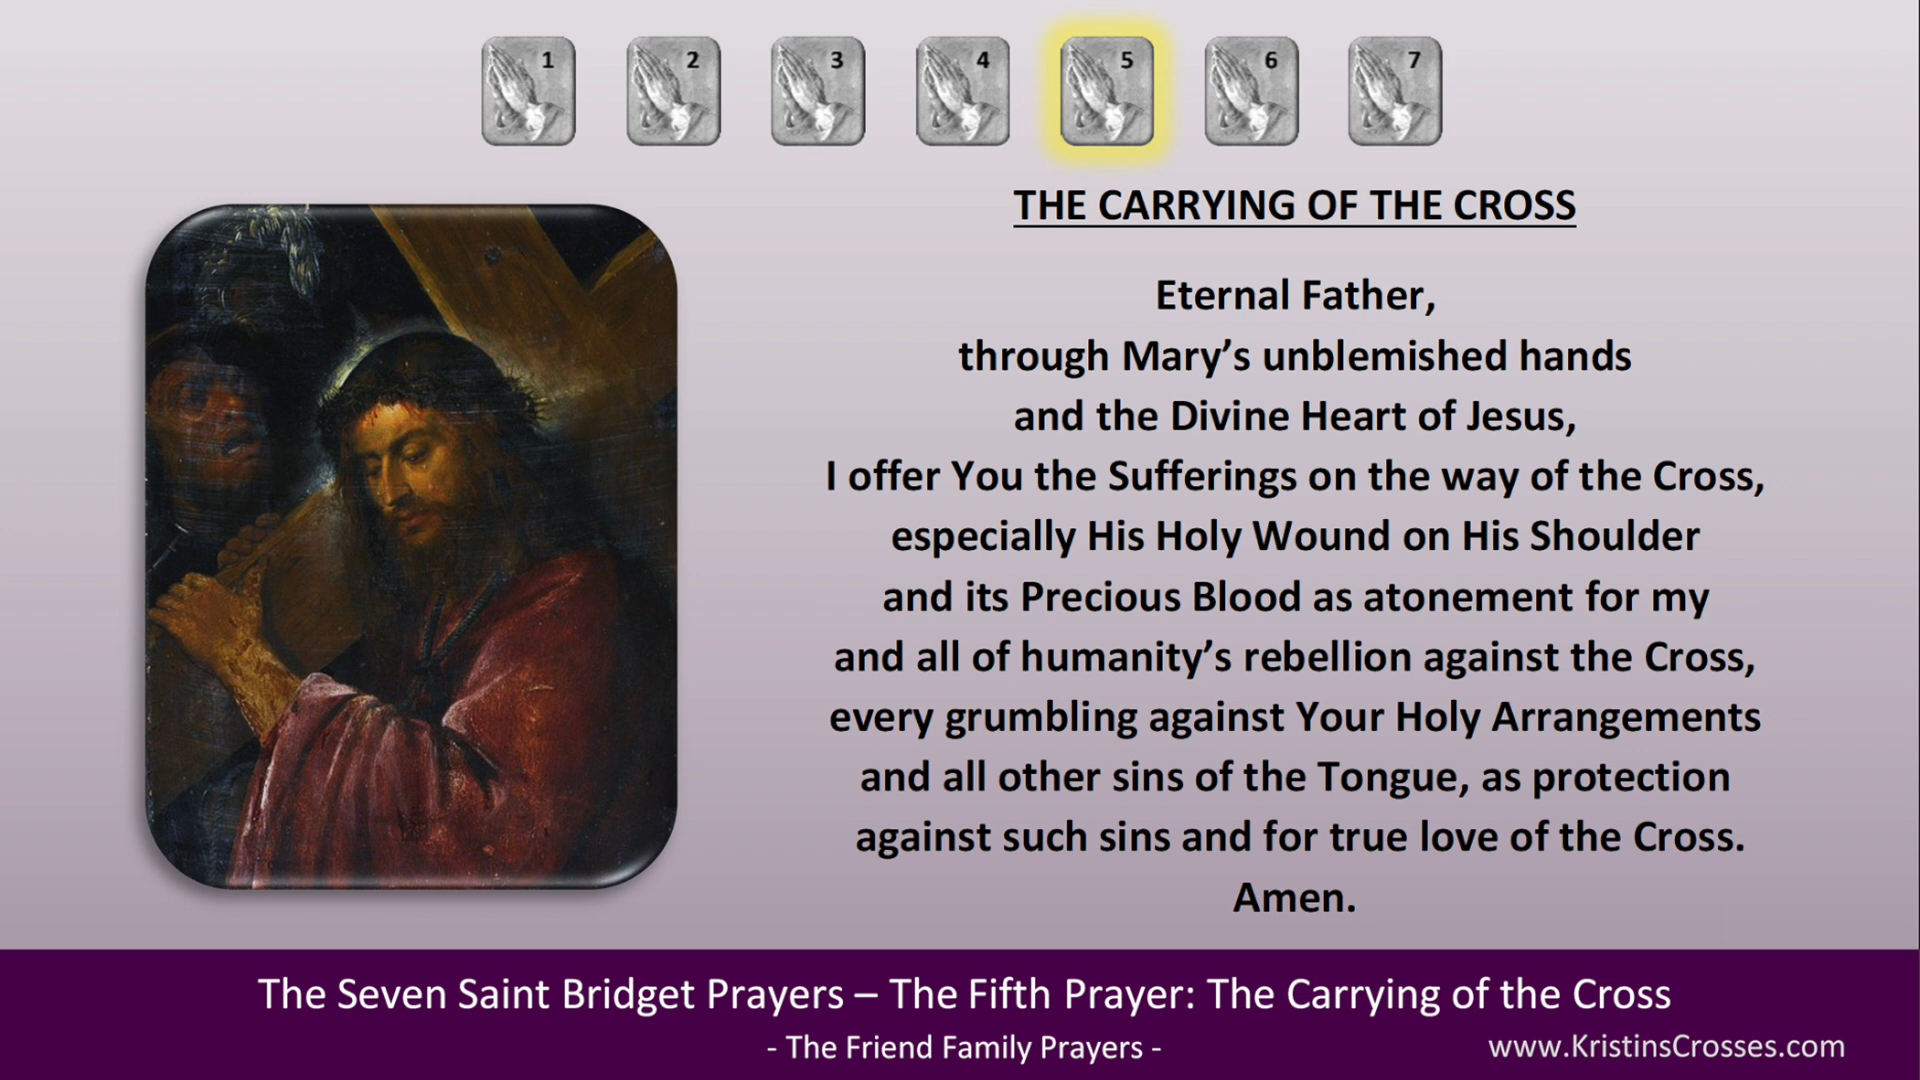 1 2 3 4 5 6 7
THE CARRYING OF THE CROSS
Eternal Father,
through Mary’s unblemished hands
and the Divine Heart of Jesus,
I offer You the Sufferings on the way of the Cross,
especially His Holy Wound on His Shoulder
and its Precious Blood as atonement for my
and all of humanity’s rebellion against the Cross,
every grumbling against Your Holy Arrangements
and all other sins of the Tongue, as protection
against such sins and for true love of the Cross.
Amen.
The Seven Saint Bridget Prayers – The Fifth Prayer: The Carrying of the Cross
- The Friend Family Prayers -
www.KristinsCrosses.com